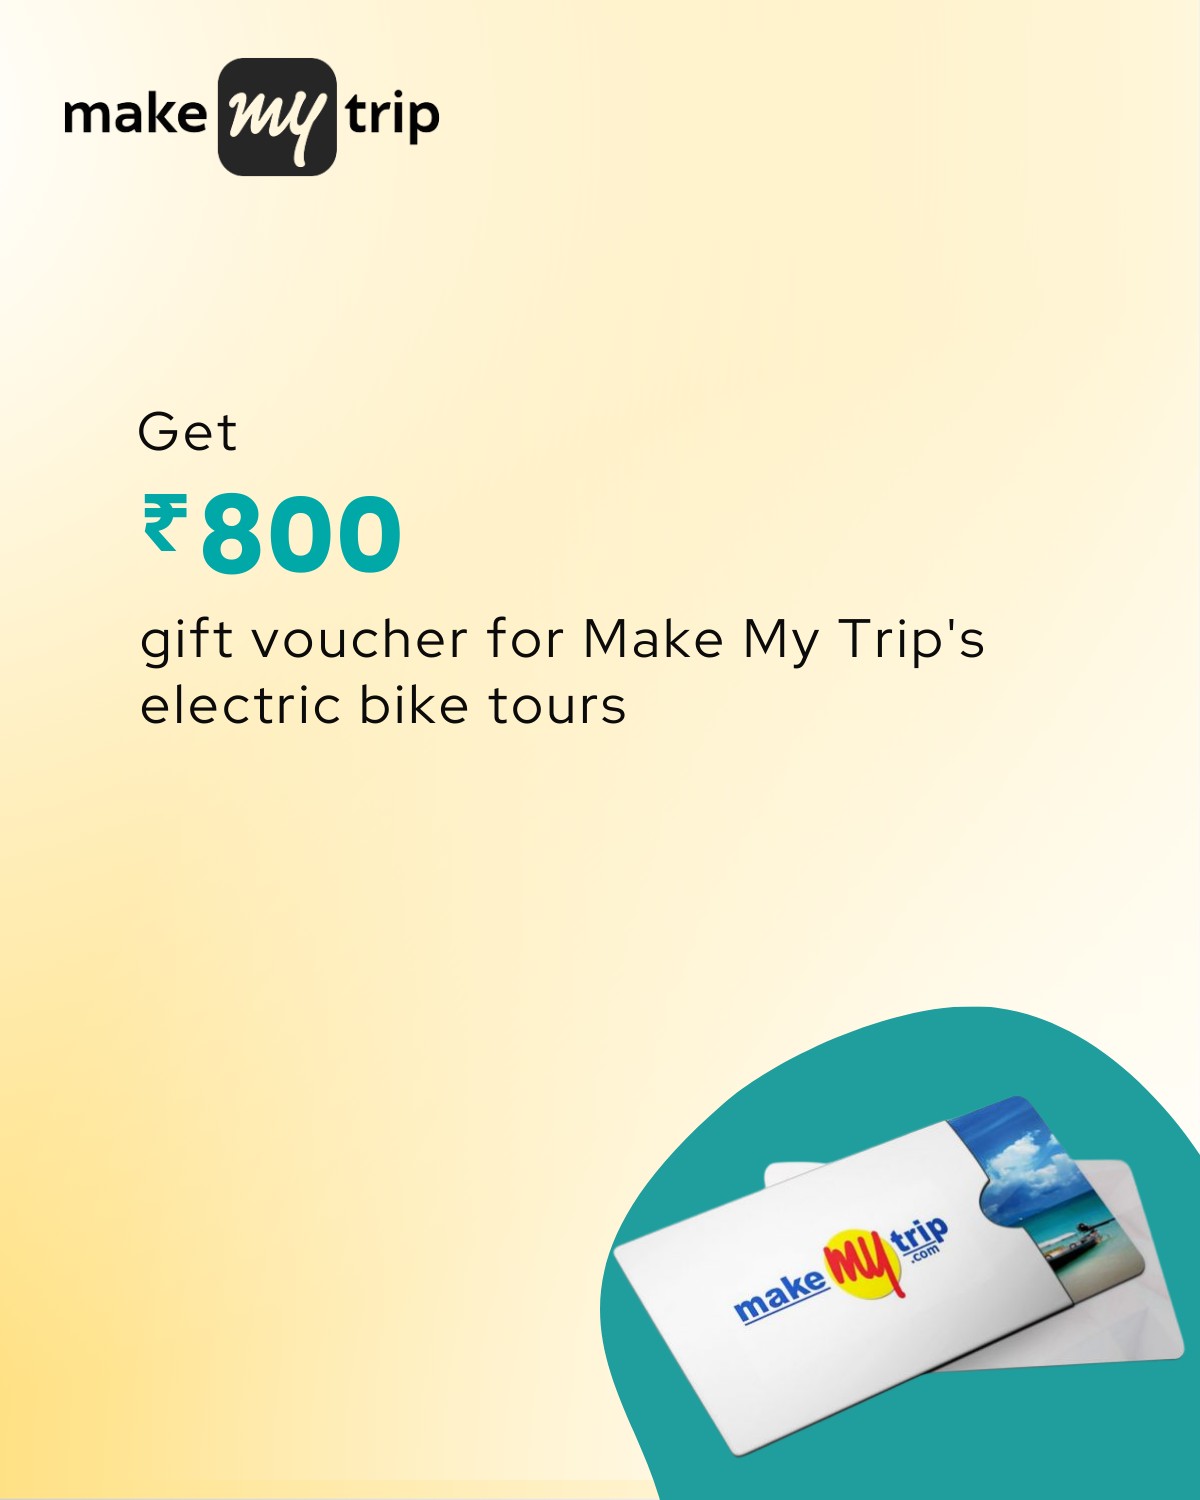 make my trip
Get
₹800
gift voucher for Make My Trip's
electric bike tours
make my trip
.com